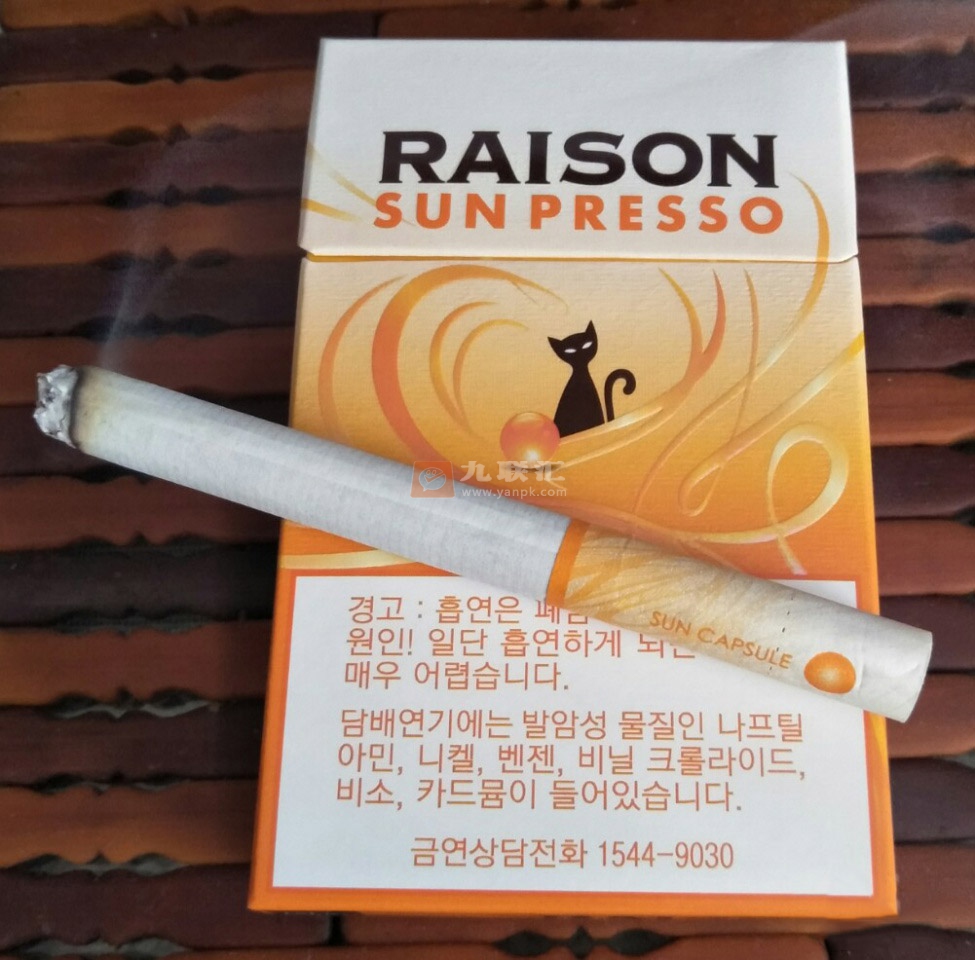 RAISON
SUN PRESSO
九联汇
www.yanpk.com
경고 : 흡연은 폐암
원인! 일단 흡연하게 되면
매우 어렵습니다.
SUN CAPSULE
담배연기에는 발암성 물질인 나프틸
아민, 니켈, 벤젠, 비닐 크롤라이드,
비소, 카드뮴이 들어있습니다.
금연상담전화 1544-9030